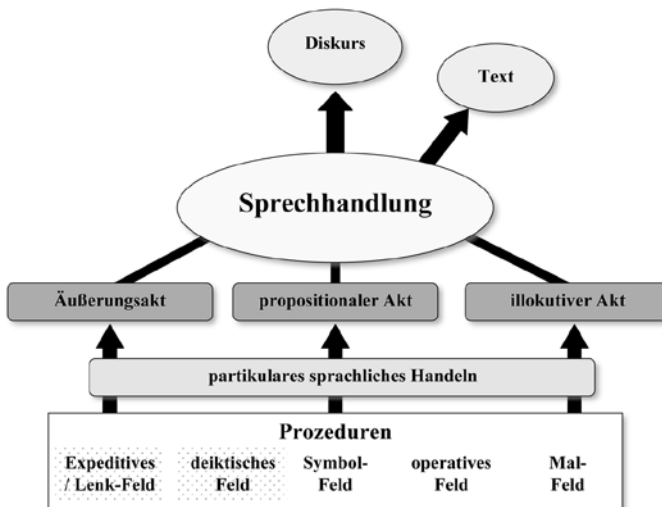 Diskurs
Text
Sprechhandlung
Äußerungsakt
propositionaler Akt
illokutiver Akt
partikulares sprachliches Handeln
Prozeduren
Expeditives
/ Lenk-Feld
deiktisches
Feld
Symbol-
Feld
operatives
Feld
Mal-
Feld